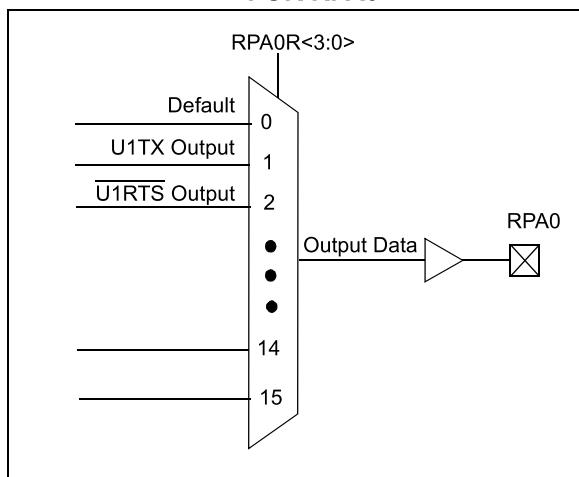 RPA0R<3:0>
Default
0
U1TX Output
1
U1RTS Output
2
RPA0
Output Data
14
15